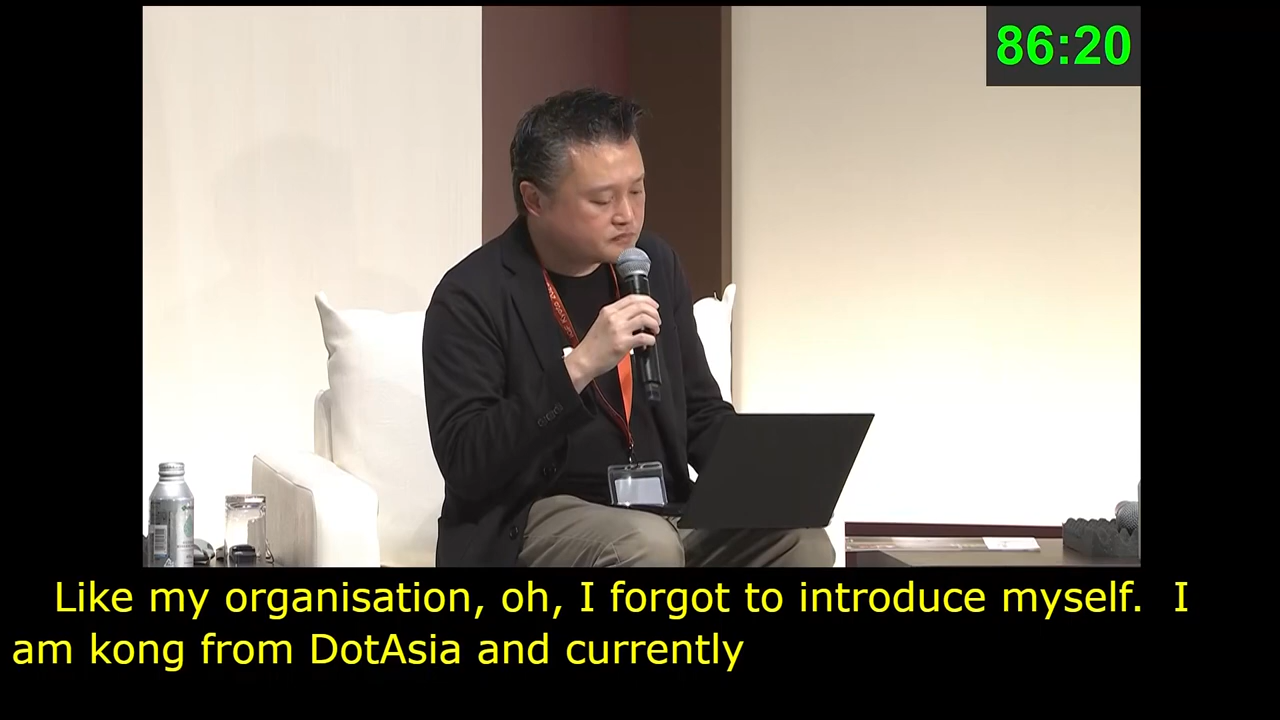 86:20
Like my organisation, oh, I forgot to introduce myself.  I
am kong from DotAsia and currently